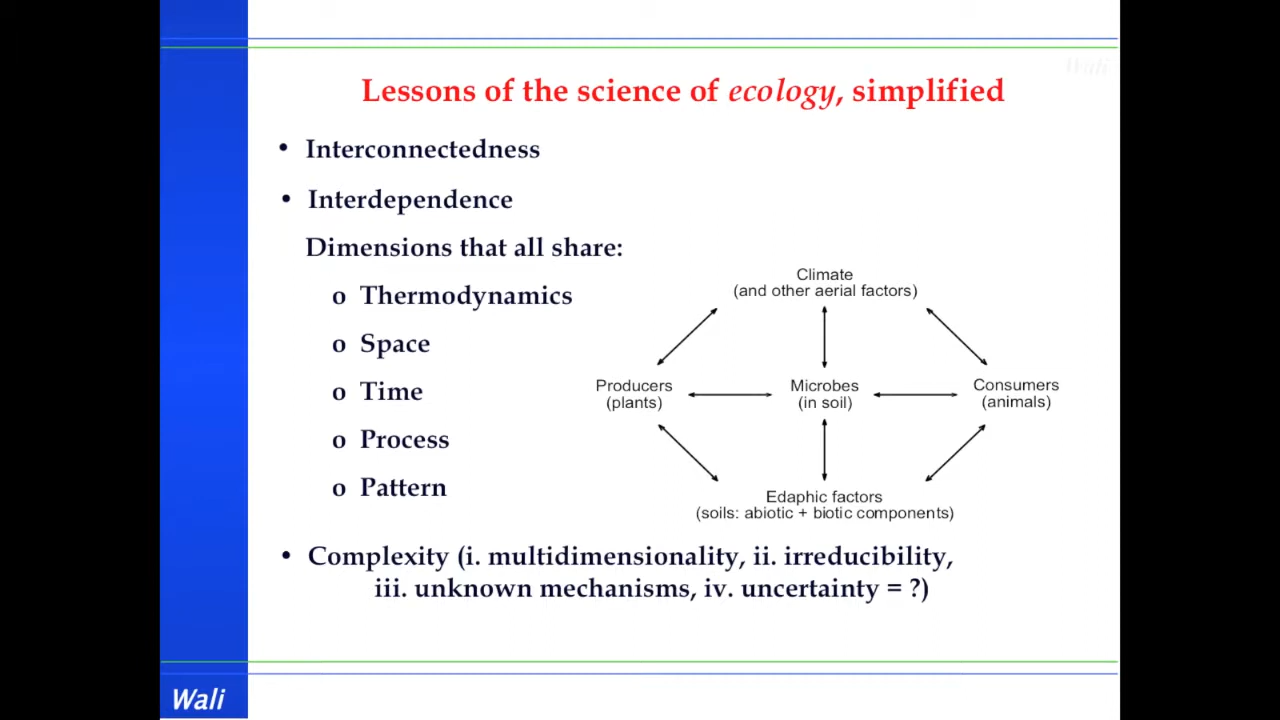 Wali
Lessons of the science of ecology, simplified
• Interconnectedness
• Interdependence
Dimensions that all share:
o Thermodynamics
o Space
o Time
o Process
o Pattern
Climate
(and other aerial factors)
Producers
(plants)
Microbes
(in soil)
Consumers
(animals)
Edaphic factors
(soils: abiotic + biotic components)
• Complexity (i. multidimensionality, ii. irreducibility,
iii. unknown mechanisms, iv. uncertainty = ?)
Wali